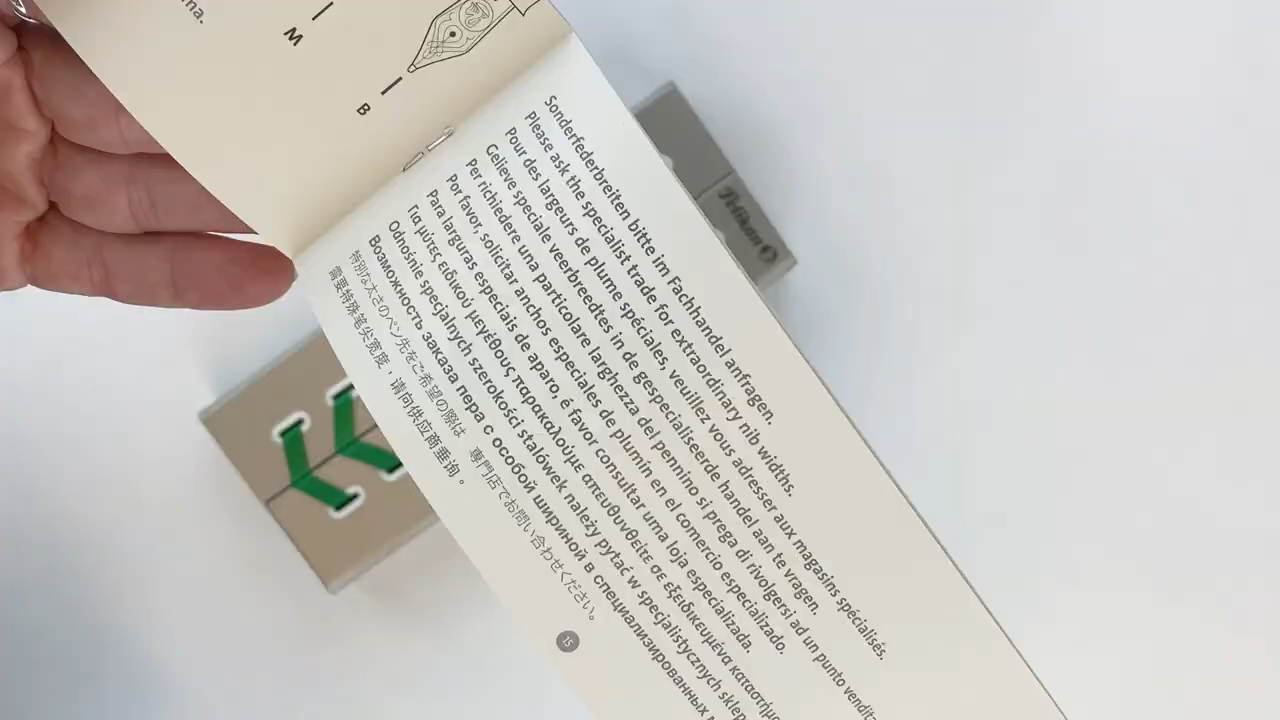 na.
M
B
Sonderfederbreiten bitte im Fachhandel anfragen.
Please ask the specialist trade for extraordinary nib widths.
Pour des largeurs de plume spéciales, veuillez vous adresser aux magasins spécialisés.
Gelieve speciale veerbreedtes in de gespecialiseerde handel aan te vragen.
Per richiedere una particolare larghezza del pennino si prega di rivolgersi ad un punto vendit
Por favor, solicitar anchos especiales de plumín en el comercio especializado.
Para larguras especiais de aparo, é favor consultar uma loja especializada.
Για μύτες ειδικού μεγέθους παρακαλούμε απευθυνθείτε σε εξειδικευμένα καταστήμα
Odnośnie specjalnych szerokości stalówek należy pytać w specjalistycznych sklep
Возможность заказа пера с особой шириной в специализированных м
特別な太さのペン先をご希望の際は 専門店でお問い合わせください。
需要特殊笔尖宽度,请向供应商垂询。
15
Pelikan